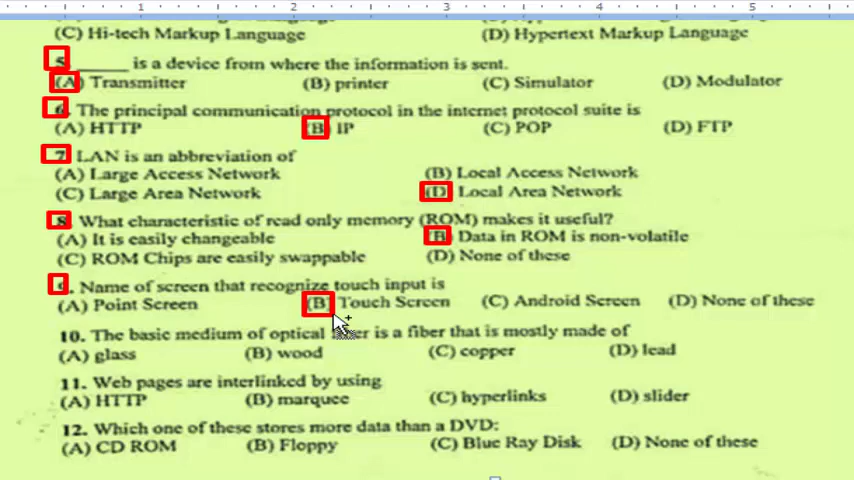 1 2 3 4 5
(C) Hi-tech Markup Language (D) Hypertext Markup Language
5. ______ is a device from where the information is sent.
(A) Transmitter (B) printer (C) Simulator (D) Modulator
6. The principal communication protocol in the internet protocol suite is
(A) HTTP (B) IP (C) POP (D) FTP
7. LAN is an abbreviation of
(A) Large Access Network (B) Local Access Network
(C) Large Area Network (D) Local Area Network
8. What characteristic of read only memory (ROM) makes it useful?
(A) It is easily changeable (B) Data in ROM is non-volatile
(C) ROM Chips are easily swappable (D) None of these
9. Name of screen that recognize touch input is
(A) Point Screen (B) Touch Screen (C) Android Screen (D) None of these
10. The basic medium of optical is a fiber that is mostly made of
(A) glass (B) wood (C) copper (D) lead
11. Web pages are interlinked by using
(A) HTTP (B) marquee (C) hyperlinks (D) slider
12. Which one of these stores more data than a DVD:
(A) CD ROM (B) Floppy (C) Blue Ray Disk (D) None of these